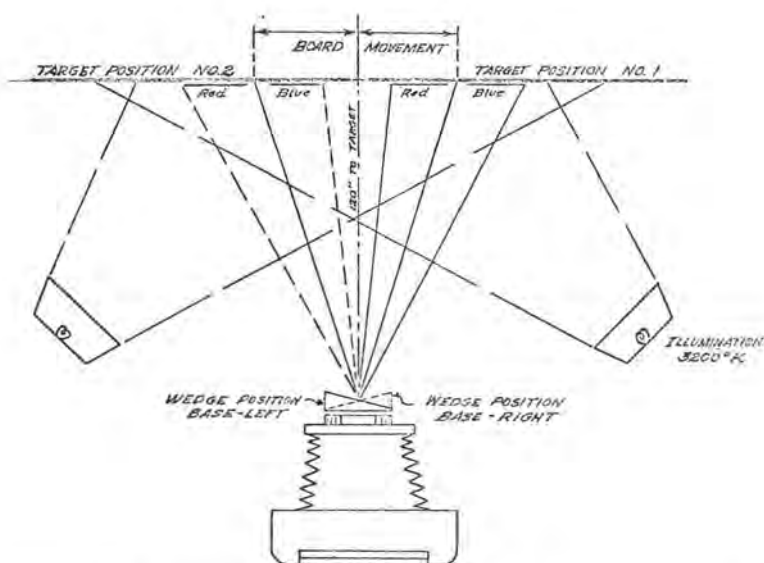 BOARD MOVEMENT
TARGET POSITION NO.2
TARGET POSITION NO.1
Red
Blue
Red
Blue
120" TO TARGET
ILLUMINATION
3200°K
WEDGE POSITION
BASE-LEFT
WEDGE POSITION
BASE-RIGHT